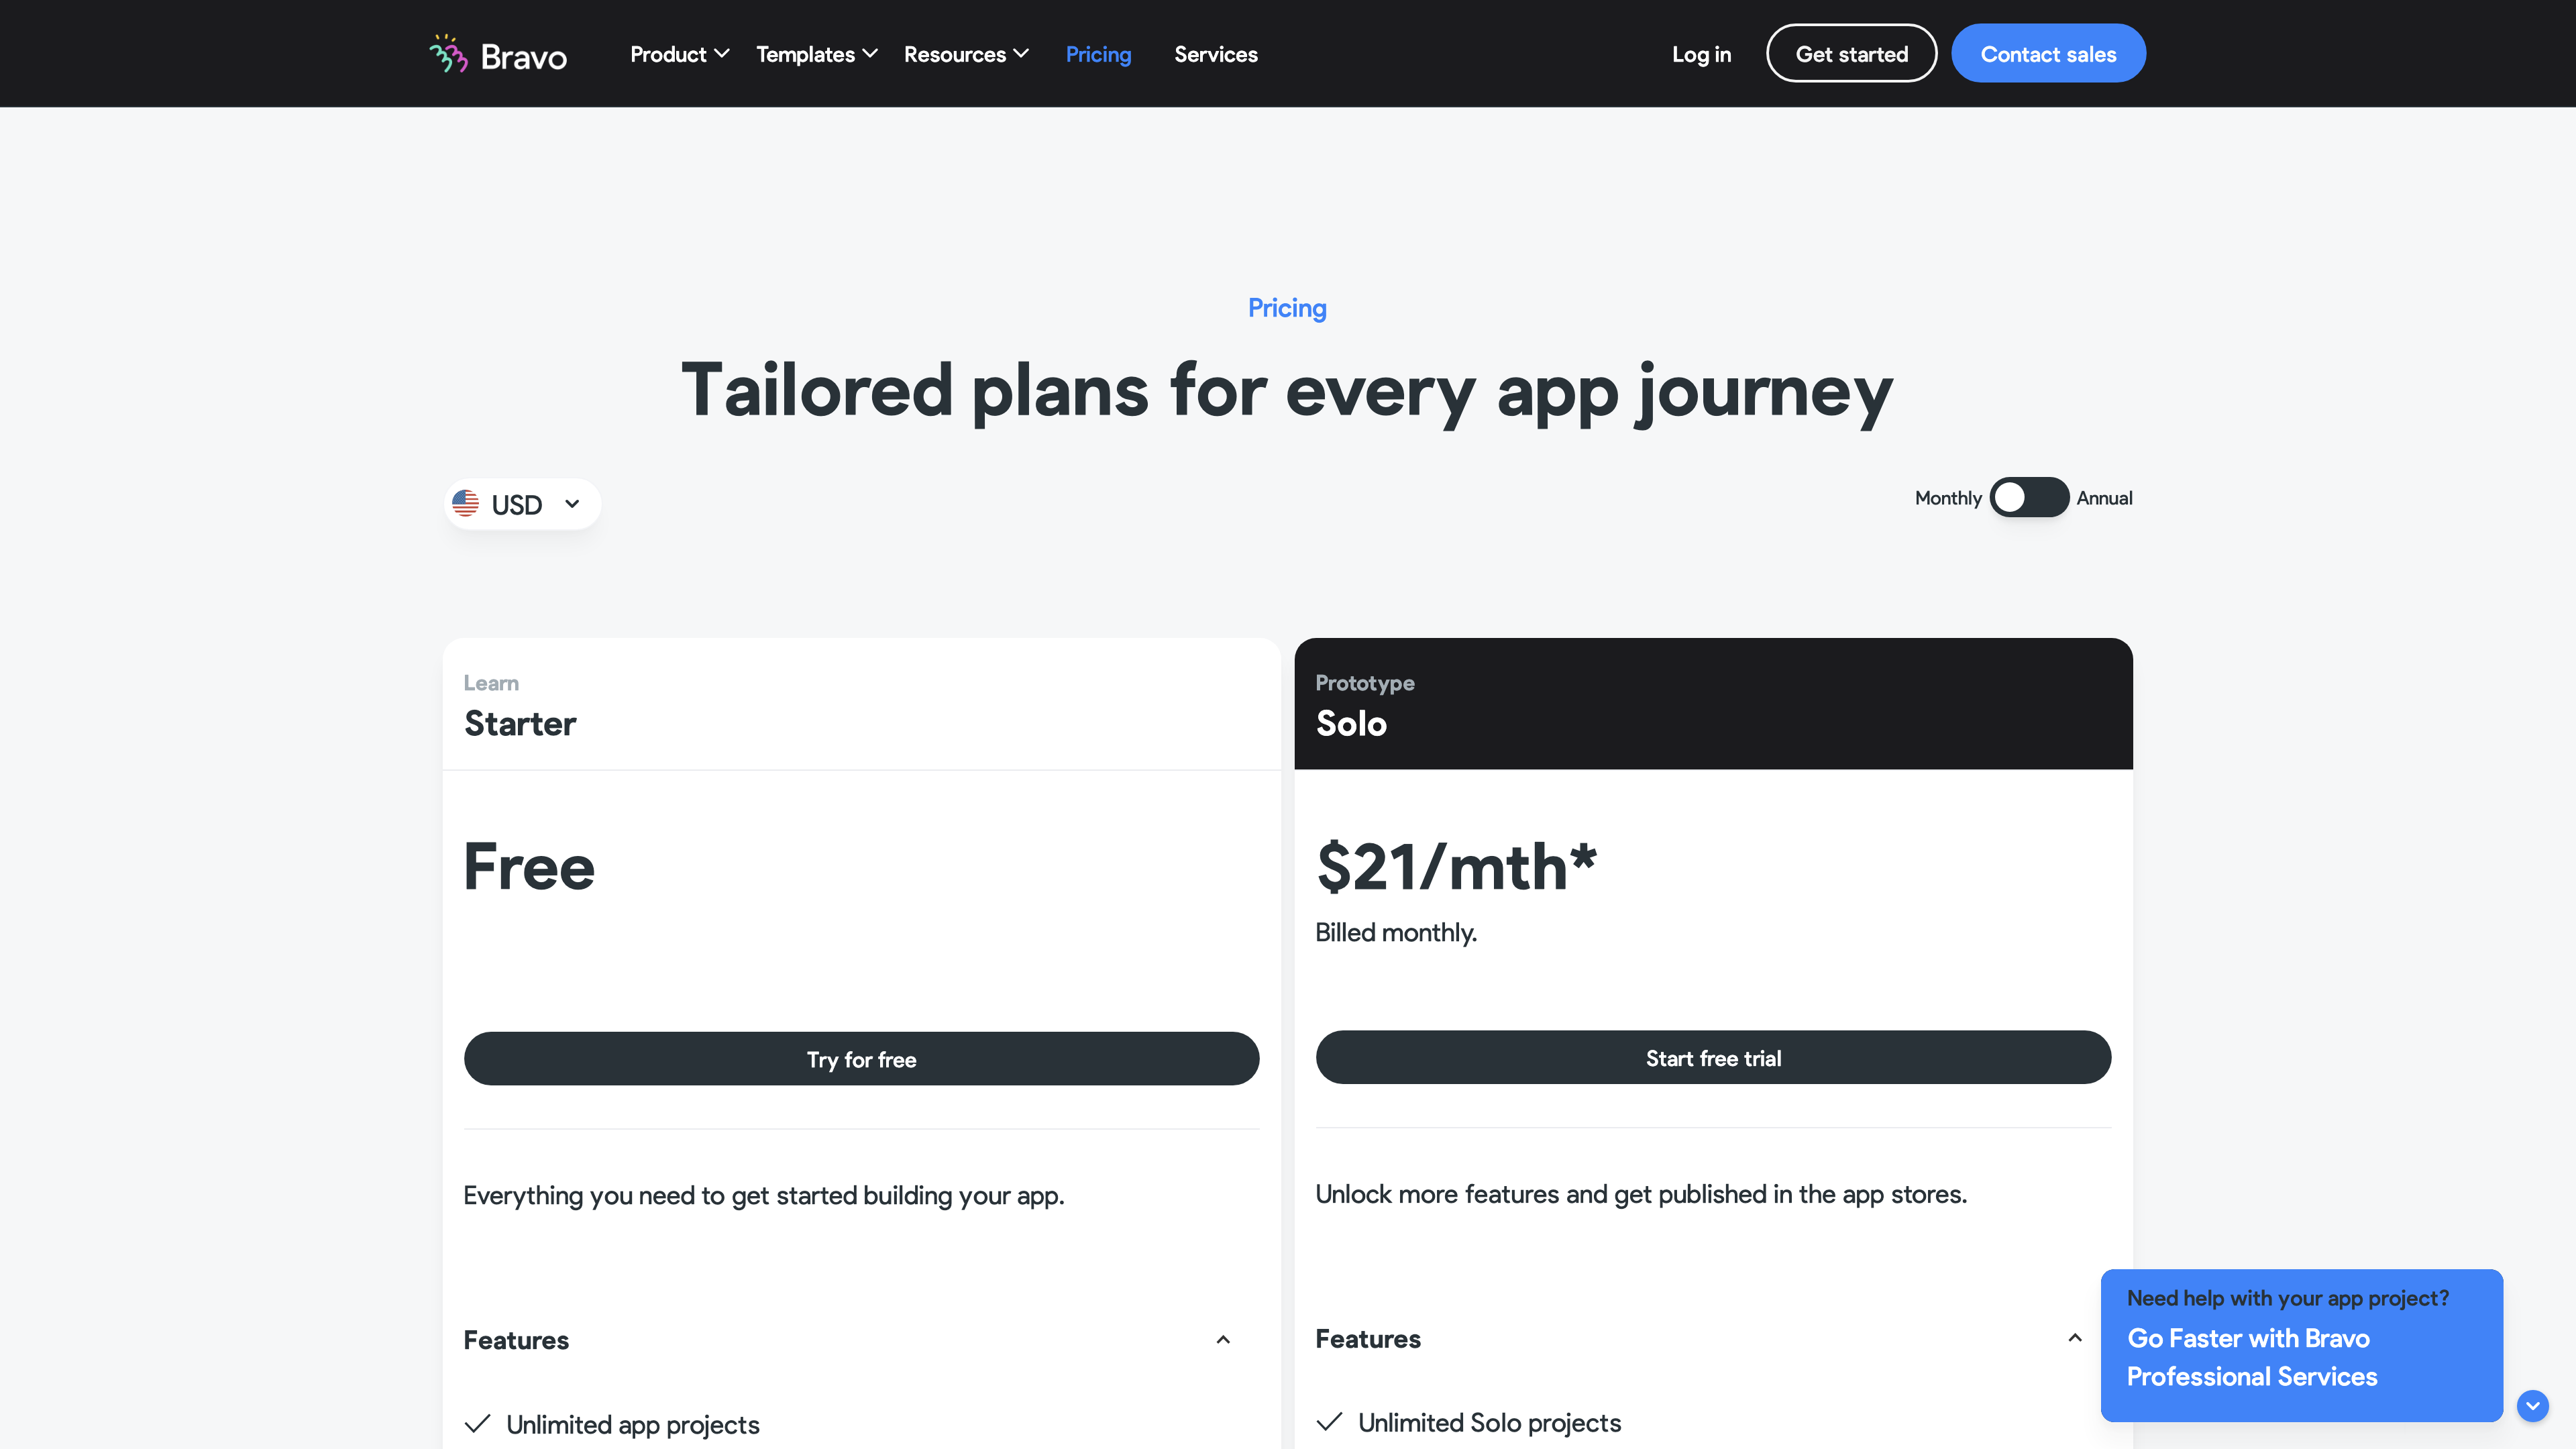 Bravo
Product
Templates
Resources
Pricing
Services
Log in
Get started
Contact sales
Pricing
Tailored plans for every app journey
USD
Monthly
Annual
Learn
Starter
Free
Try for free
Everything you need to get started building your app.
Features
Unlimited app projects
Prototype
Solo
$21/mth*
Billed monthly.
Start free trial
Unlock more features and get published in the app stores.
Features
Unlimited Solo projects
Need help with your app project?
Go Faster with Bravo
Professional Services